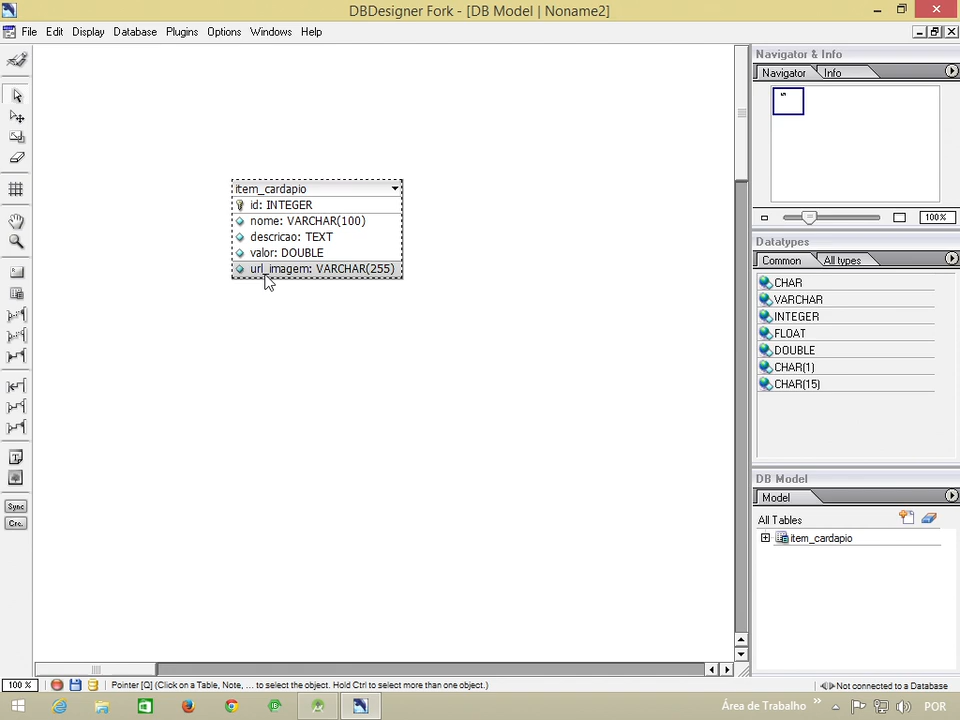 DBDesigner Fork - [DB Model | Noname2]
File Edit Display Database Plugins Options Windows Help
Navigator & Info
Navigator Info
item_cardapio
id: INTEGER
nome: VARCHAR(100)
descricao: TEXT
valor: DOUBLE
url_imagem: VARCHAR(255)
100%
Datatypes
Common All types
CHAR
VARCHAR
INTEGER
FLOAT
DOUBLE
CHAR(1)
CHAR(15)
DB Model
Model
All Tables
item_cardapio
Sync
Crc.
100 % Pointer [Q] (Click on a Table, Note, ... to select the object. Hold Ctrl to select more than one object.) Not connected to a Database
Área de Trabalho POR